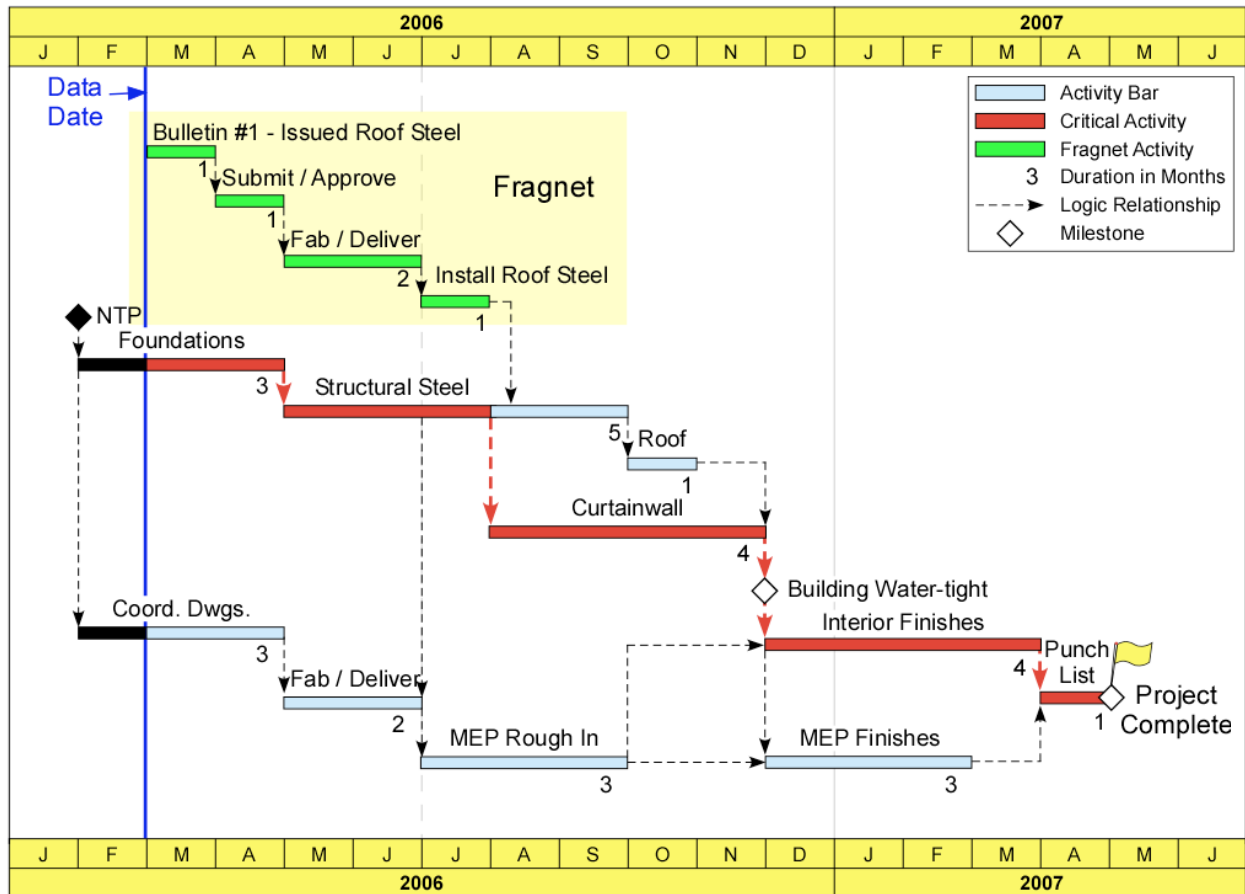 2006 2007
J F M A M J J A S O N D J F M A M J
Data
Date
Activity Bar
Critical Activity
Fragnet Activity
3 Duration in Months
Logic Relationship
Milestone
Bulletin #1 - Issued Roof Steel
1
Submit / Approve
Fragnet
1
Fab / Deliver
2
Install Roof Steel
1
NTP
Foundations
3
Structural Steel
5
Roof
1
Curtainwall
4
Building Water-tight
Coord. Dwgs.
3
Interior Finishes
4
Punch
List
1
Project
Complete
Fab / Deliver
2
MEP Rough In
3
MEP Finishes
3
J F M A M J J A S O N D J F M A M J
2006 2007